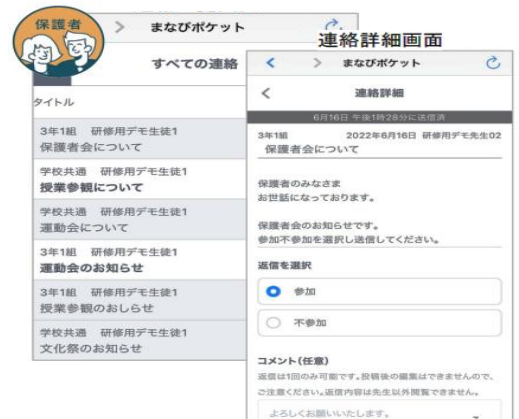 保護者
まなびポケット
すべての連絡
タイトル
3年1組 研修用デモ生徒1
保護者会について
学校共通 研修用デモ生徒1
授業参観について
学校共通 研修用デモ生徒1
運動会について
3年1組 研修用デモ生徒1
運動会のお知らせ
3年1組 研修用デモ生徒1
授業参観のおしらせ
学校共通 研修用デモ生徒1
文化祭のお知らせ
連絡詳細画面
まなびポケット
連絡詳細
6月16日 午後1時28分に送信済
3年1組 2022年6月16日 研修用デモ先生02
保護者会について
保護者のみなさま
お世話になっております。
保護者会のお知らせです。
参加不参加を選択し送信してください。
返信を選択
参加
不参加
コメント(任意)
返信は1回のみ可能です。投稿後の編集はできませんので、
ご注意ください。返信内容は先生以外閲覧できません。
よろしくお願いいたします。